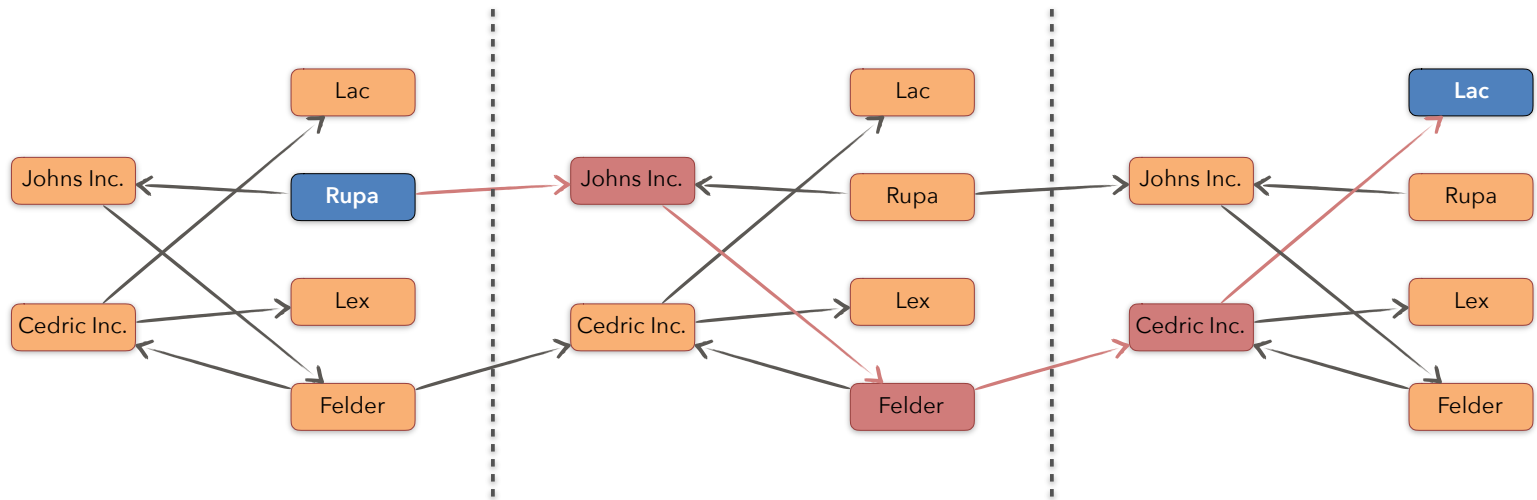 Lac
Johns Inc.
Rupa
Lex
Cedric Inc.
Felder
Lac
Johns Inc.
Rupa
Lex
Cedric Inc.
Felder
Lac
Johns Inc.
Rupa
Lex
Cedric Inc.
Felder